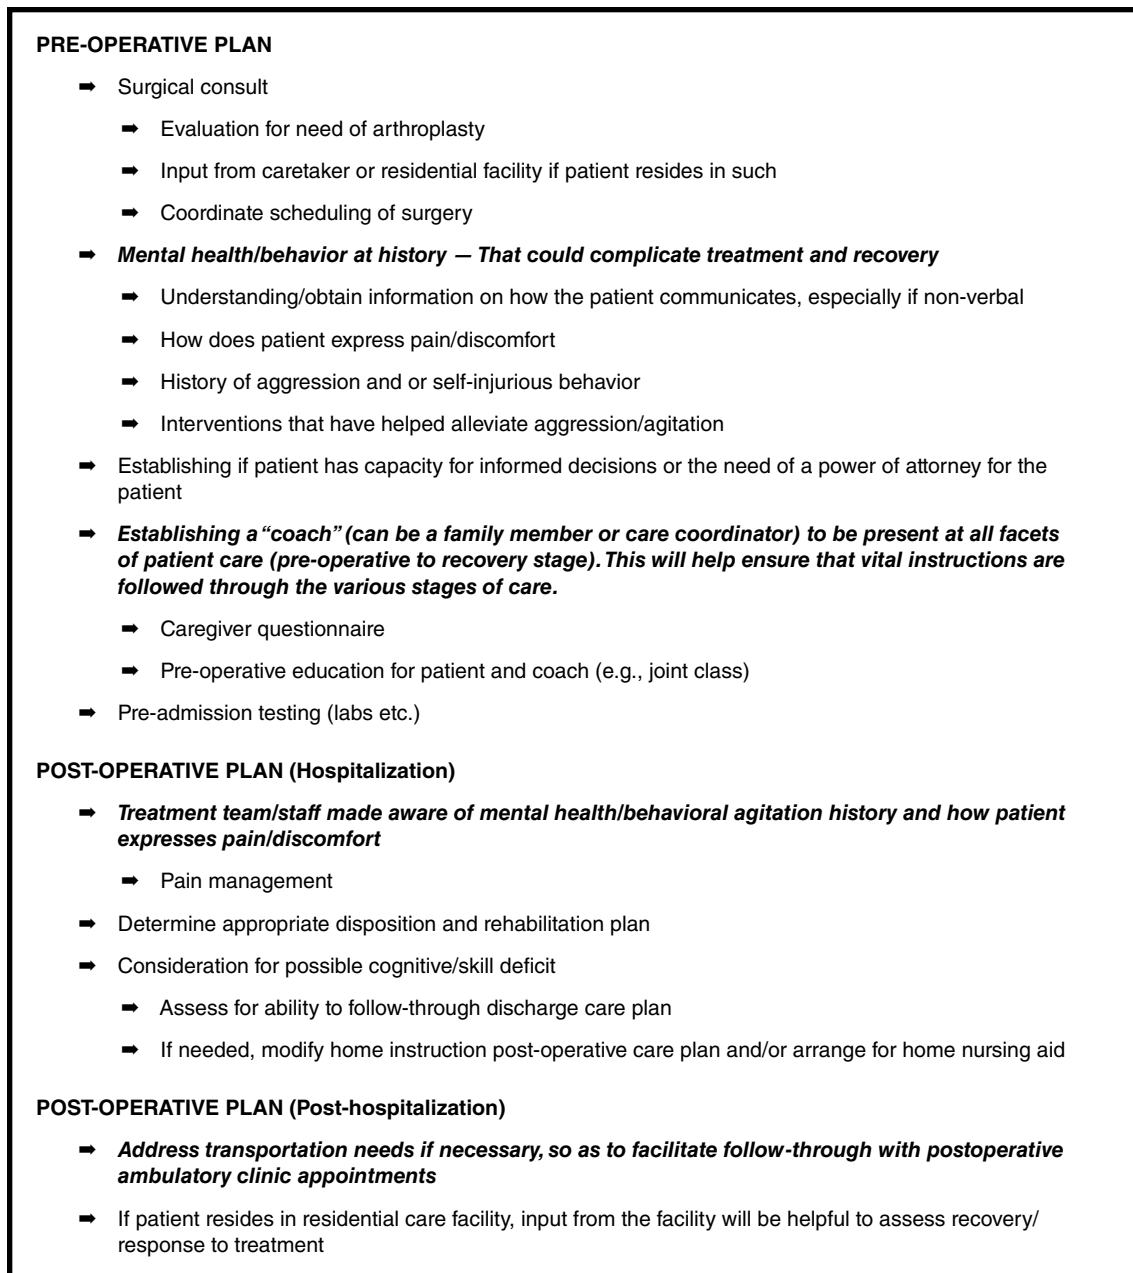 PRE-OPERATIVE PLAN
➡ Surgical consult
➡ Evaluation for need of arthroplasty
➡ Input from caretaker or residential facility if patient resides in such
➡ Coordinate scheduling of surgery
➡ Mental health/behavior at history — That could complicate treatment and recovery
➡ Understanding/obtain information on how the patient communicates, especially if non-verbal
➡ How does patient express pain/discomfort
➡ History of aggression and or self-injurious behavior
➡ Interventions that have helped alleviate aggression/agitation
➡ Establishing if patient has capacity for informed decisions or the need of a power of attorney for the
patient
➡ Establishing a “coach” (can be a family member or care coordinator) to be present at all facets
of patient care (pre-operative to recovery stage). This will help ensure that vital instructions are
followed through the various stages of care.
➡ Caregiver questionnaire
➡ Pre-operative education for patient and coach (e.g., joint class)
➡ Pre-admission testing (labs etc.)
POST-OPERATIVE PLAN (Hospitalization)
➡ Treatment team/staff made aware of mental health/behavioral agitation history and how patient
expresses pain/discomfort
➡ Pain management
➡ Determine appropriate disposition and rehabilitation plan
➡ Consideration for possible cognitive/skill deficit
➡ Assess for ability to follow-through discharge care plan
➡ If needed, modify home instruction post-operative care plan and/or arrange for home nursing aid
POST-OPERATIVE PLAN (Post-hospitalization)
➡ Address transportation needs if necessary, so as to facilitate follow-through with postoperative
ambulatory clinic appointments
➡ If patient resides in residential care facility, input from the facility will be helpful to assess recovery/
response to treatment